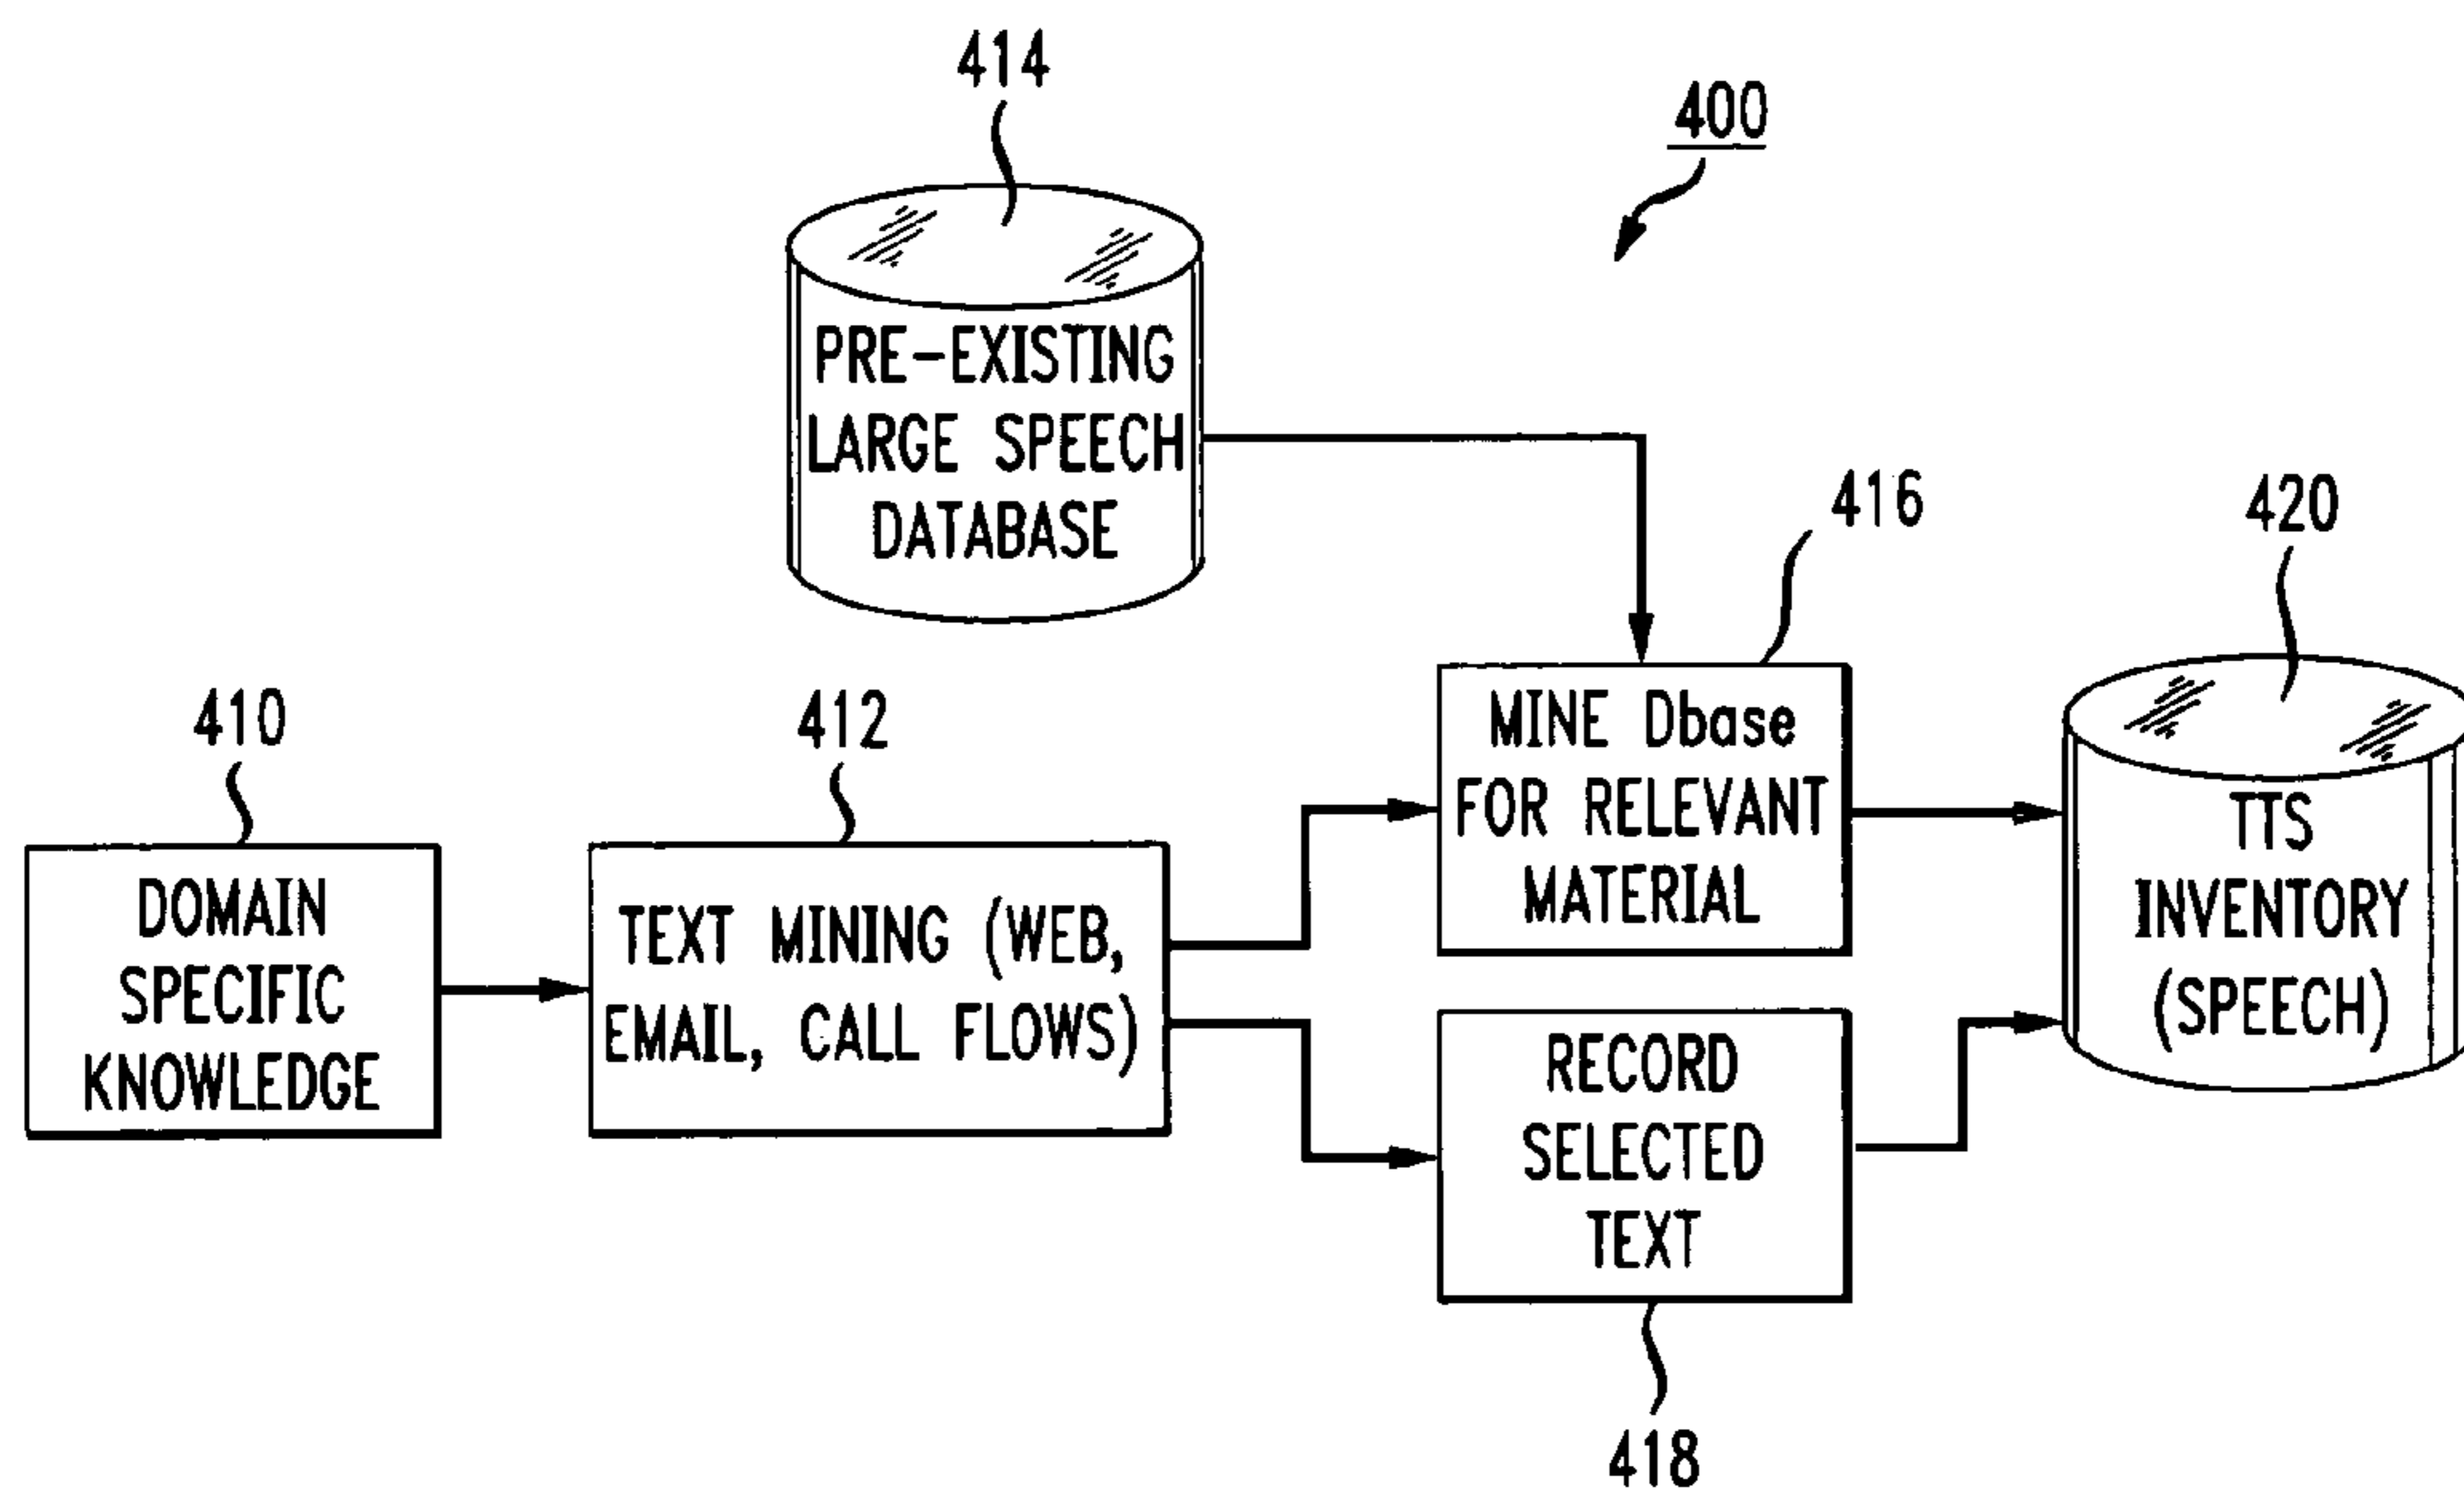 414
400
PRE-EXISTING
LARGE SPEECH
DATABASE
416
420
410
412
MINE Dbase
FOR RELEVANT
MATERIAL
TTS
INVENTORY
(SPEECH)
DOMAIN
SPECIFIC
KNOWLEDGE
TEXT MINING (WEB,
EMAIL, CALL FLOWS)
RECORD
SELECTED
TEXT
418